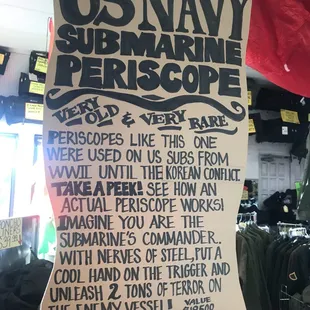 US NAVY
SUBMARINE
PERISCOPE
VERY OLD & VERY RARE
PERISCOPES LIKE THIS ONE
WERE USED ON US SUBS FROM
WWII UNTIL THE KOREAN CONFLICT
TAKE A PEEK! SEE HOW AN
ACTUAL PERISCOPE WORKS!
IMAGINE YOU ARE THE
SUBMARINE'S COMMANDER..
WITH NERVES OF STEEL, PUT A
COOL HAND ON THE TRIGGER AND
UNLEASH 2 TONS OF TERROR ON
THE ENEMY VESSEL!
VALUE